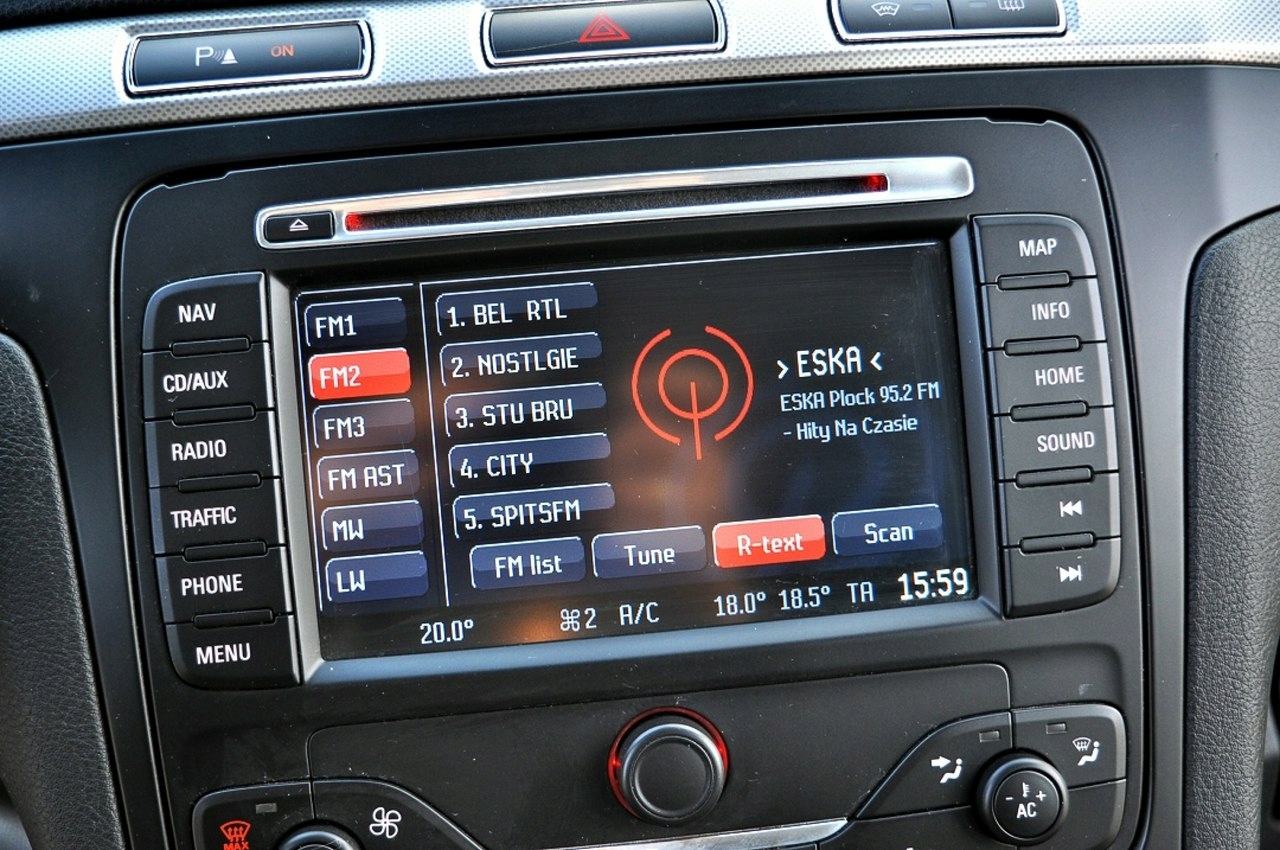 P ON
NAV
CD/AUX
RADIO
TRAFFIC
PHONE
MENU
FM1
FM2
FM3
FM AST
MW
LW
1. BEL RTL
2. NOSTLGIE
3. STU BRU
4. CITY
5. SPITSFM
FM list
Tune
R-text
Scan
› ESKA ‹
ESKA Plock 95.2 FM
- Hity Na Czasie
20.0° 2 A/C 18.0° 18.5° TA 15:59
MAP
INFO
HOME
SOUND
MAX
- +
AC